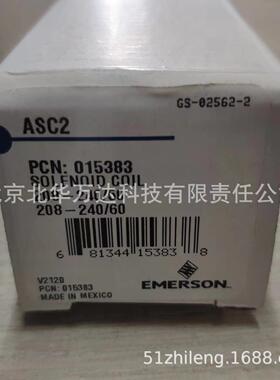 GS-02562-2
ASC2
PCN: 015383
SOLENOID COIL
北京北华万达科技有限责任公司
208-240/60
6 81344 15383 8
EMERSON
V2120
PCN: 015383
MADE IN MEXICO
51zhileng.1688.c